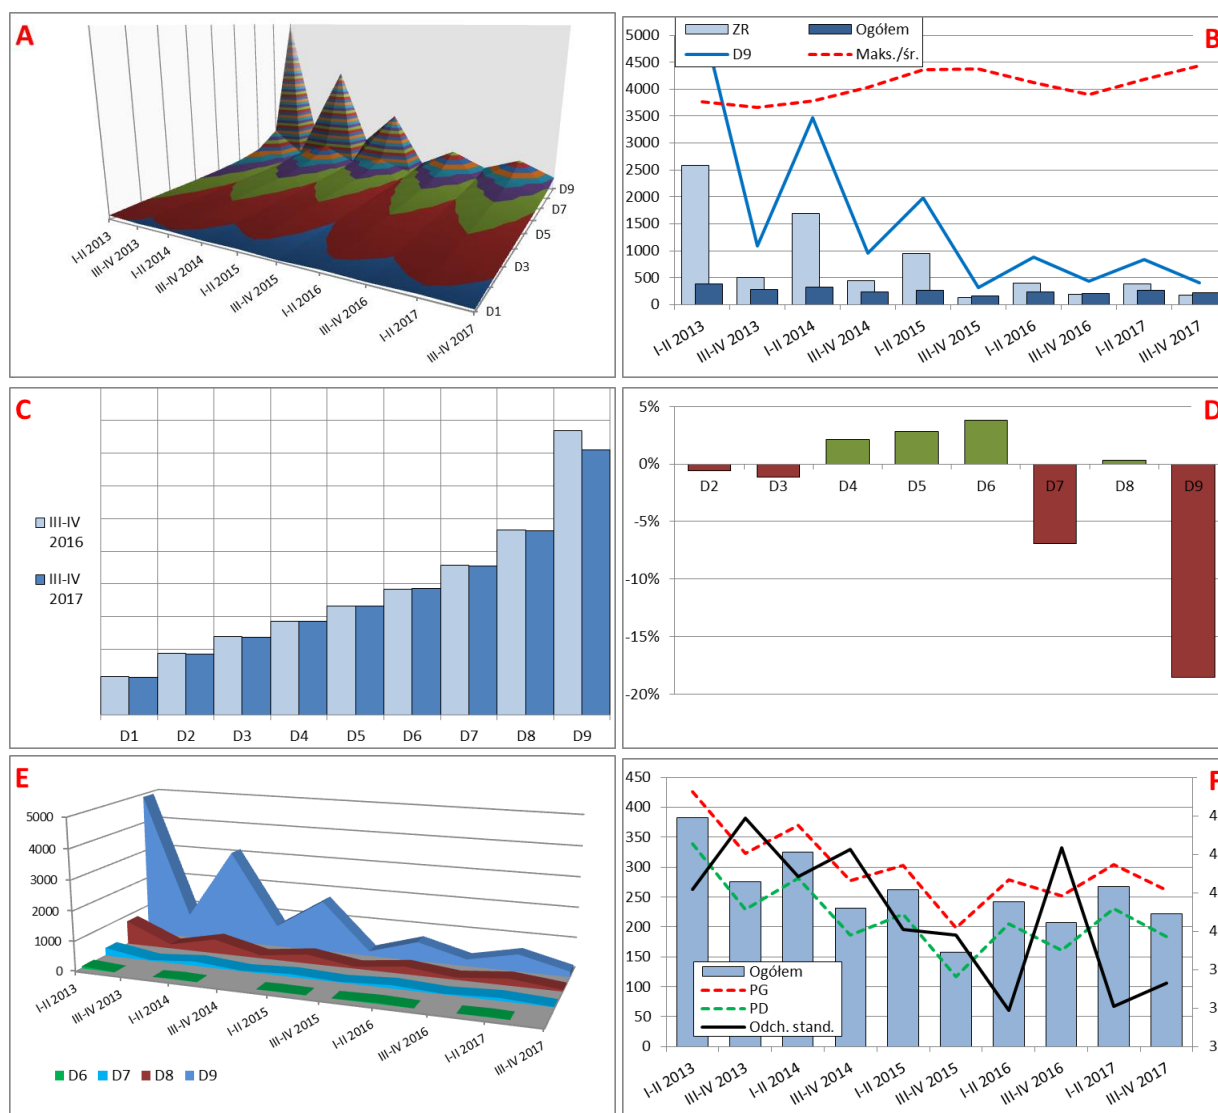 A
I-II 2013
III-IV 2013
I-II 2014
III-IV 2014
I-II 2015
III-IV 2015
I-II 2016
III-IV 2016
I-II 2017
III-IV 2017
D9
D7
D5
D3
D1
B
ZR
Ogółem
D9
Maks./śr.
5000
4500
4000
3500
3000
2500
2000
1500
1000
500
0
I-II 2013
III-IV 2013
I-II 2014
III-IV 2014
I-II 2015
III-IV 2015
I-II 2016
III-IV 2016
I-II 2017
III-IV 2017
C
III-IV
2016
III-IV
2017
D1 D2 D3 D4 D5 D6 D7 D8 D9
D
5%
0%
-5%
-10%
-15%
-20%
D2 D3 D4 D5 D6 D7 D8 D9
E
5000
4000
3000
2000
1000
0
I-II 2013
III-IV 2013
I-II 2014
III-IV 2014
I-II 2015
III-IV 2015
I-II 2016
III-IV 2016
I-II 2017
III-IV 2017
D6 D7 D8 D9
450
400
350
300
250
200
150
100
50
0
Ogółem
PG
PD
Odch. stand.
4
4
4
4
3
3
3
I-II 2013
III-IV 2013
I-II 2014
III-IV 2014
I-II 2015
III-IV 2015
I-II 2016
III-IV 2016
I-II 2017
III-IV 2017